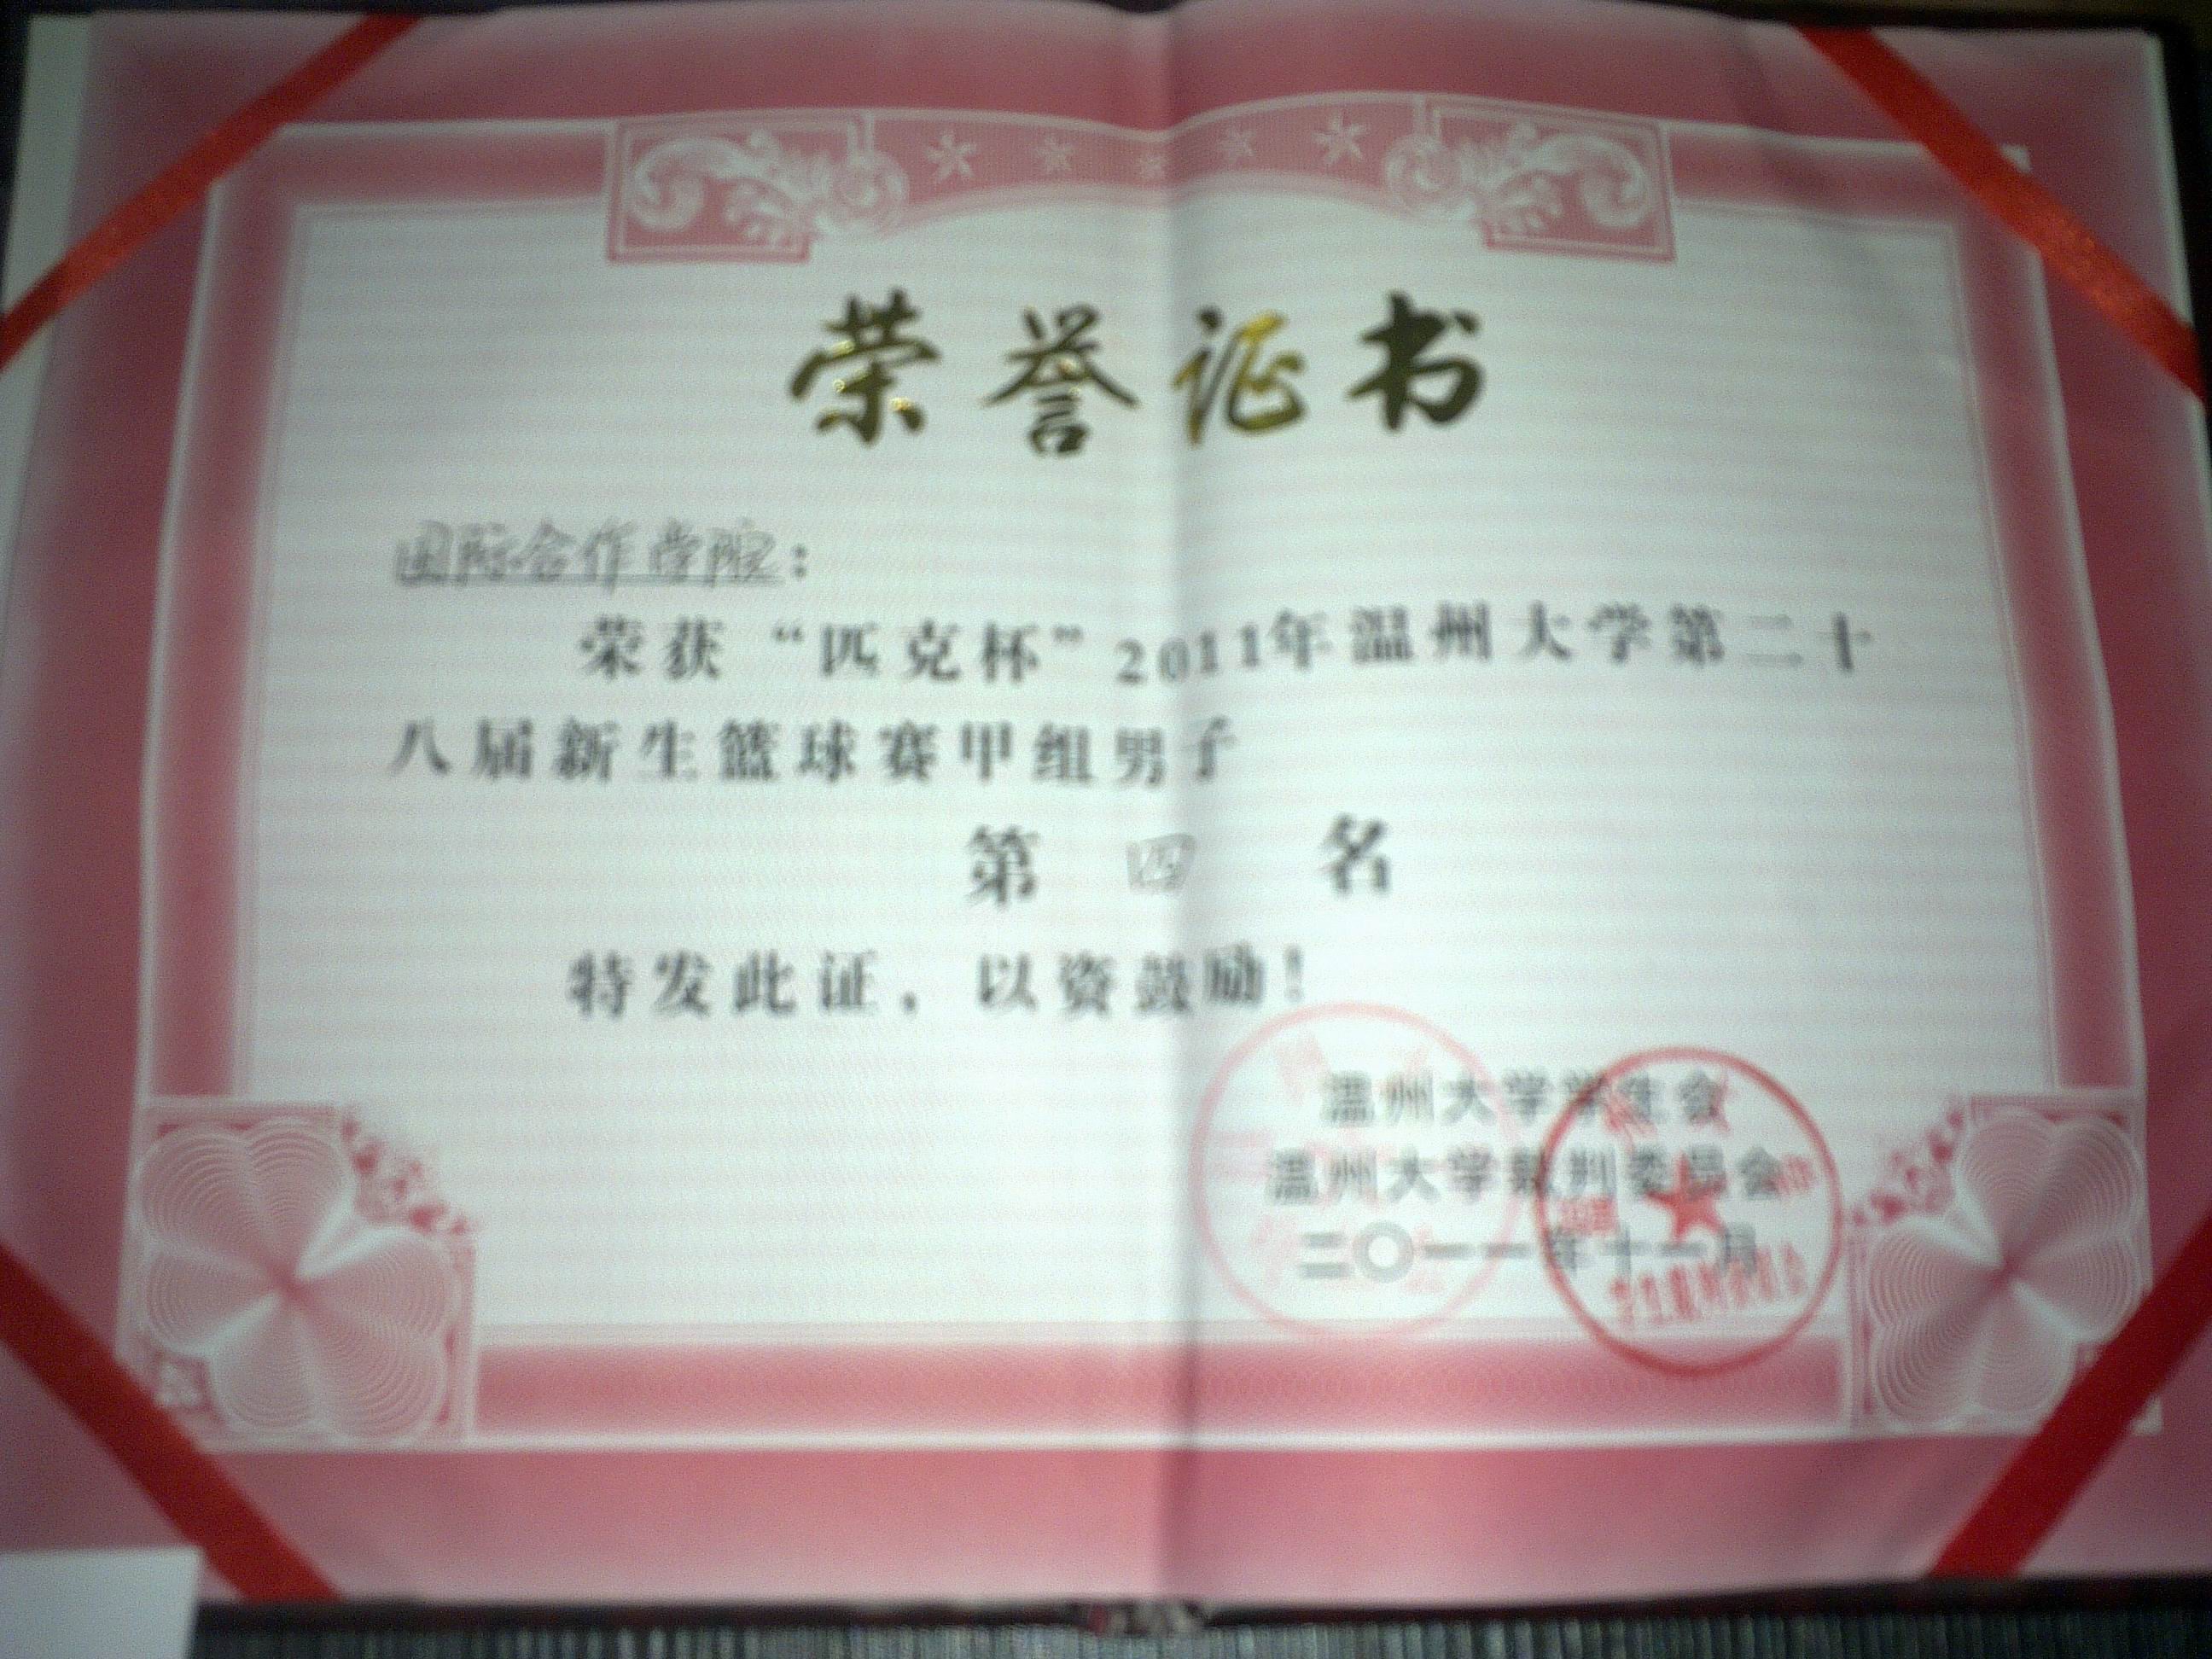 荣誉证书
国际合作学院:
荣获“匹克杯”2011年温州大学第二十
八届新生篮球赛甲组男子
第四名
特发此证，以资鼓励！
温州大学学生会
温州大学裁判委员会
二〇一一年十一月